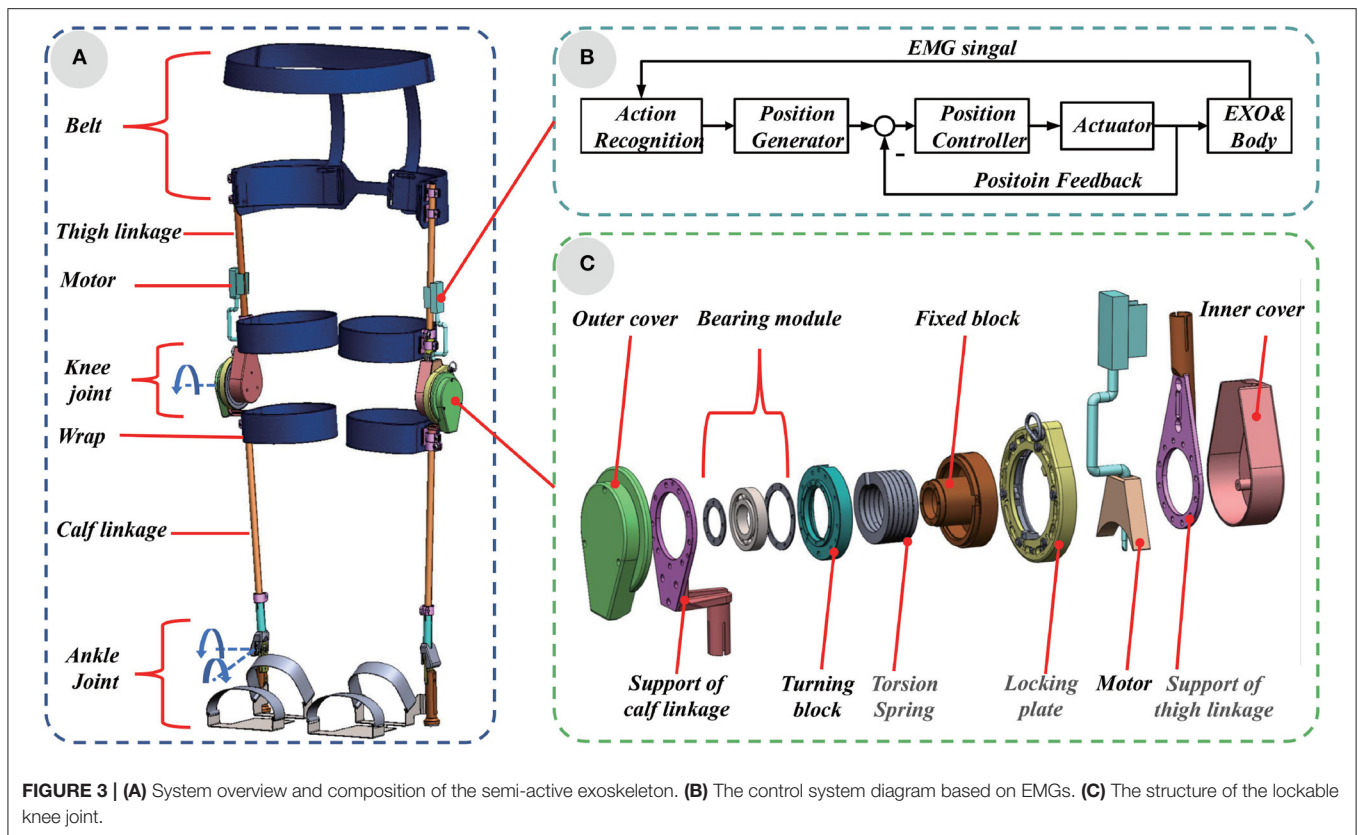 A
Belt
Thigh linkage
Motor
Knee
joint
Wrap
Calf linkage
Ankle
Joint
B
EMG singal
Action
Recognition
Position
Generator
Position
Controller
Actuator
EXO&
Body
-
Positoin Feedback
C
Outer cover
Bearing module
Fixed block
Inner cover
Support of
calf linkage
Turning
block
Torsion
Spring
Locking
plate
Motor
Support of
thigh linkage
FIGURE 3 | (A) System overview and composition of the semi-active exoskeleton. (B) The control system diagram based on EMGs. (C) The structure of the lockable
knee joint.